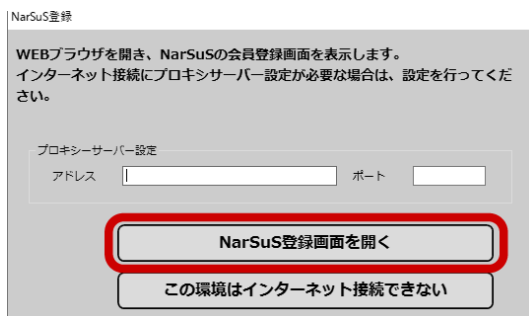 NarSuS登録
WEBブラウザを開き、NarSuSの会員登録画面を表示します。
インターネット接続にプロキシサーバー設定が必要な場合は、設定を行ってくだ
さい。
プロキシーサーバー設定
アドレス ポート
NarSuS登録画面を開く
この環境はインターネット接続できない